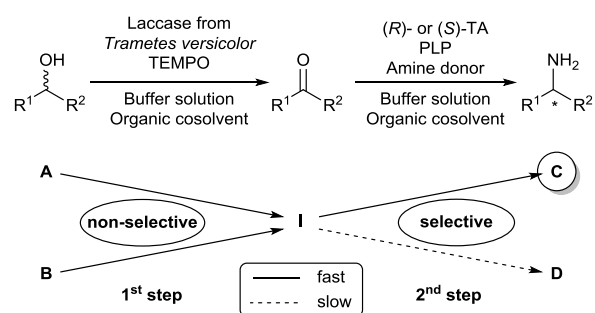 Laccase from
Trametes versicolor
TEMPO
Buffer solution
Organic cosolvent
(R)- or (S)-TA
PLP
Amine donor
Buffer solution
Organic cosolvent
OH
R1 R2
O
R1 R2
NH2
R1 * R2
A
B
non-selective
1st step
I
selective
2nd step
C
D
fast
slow